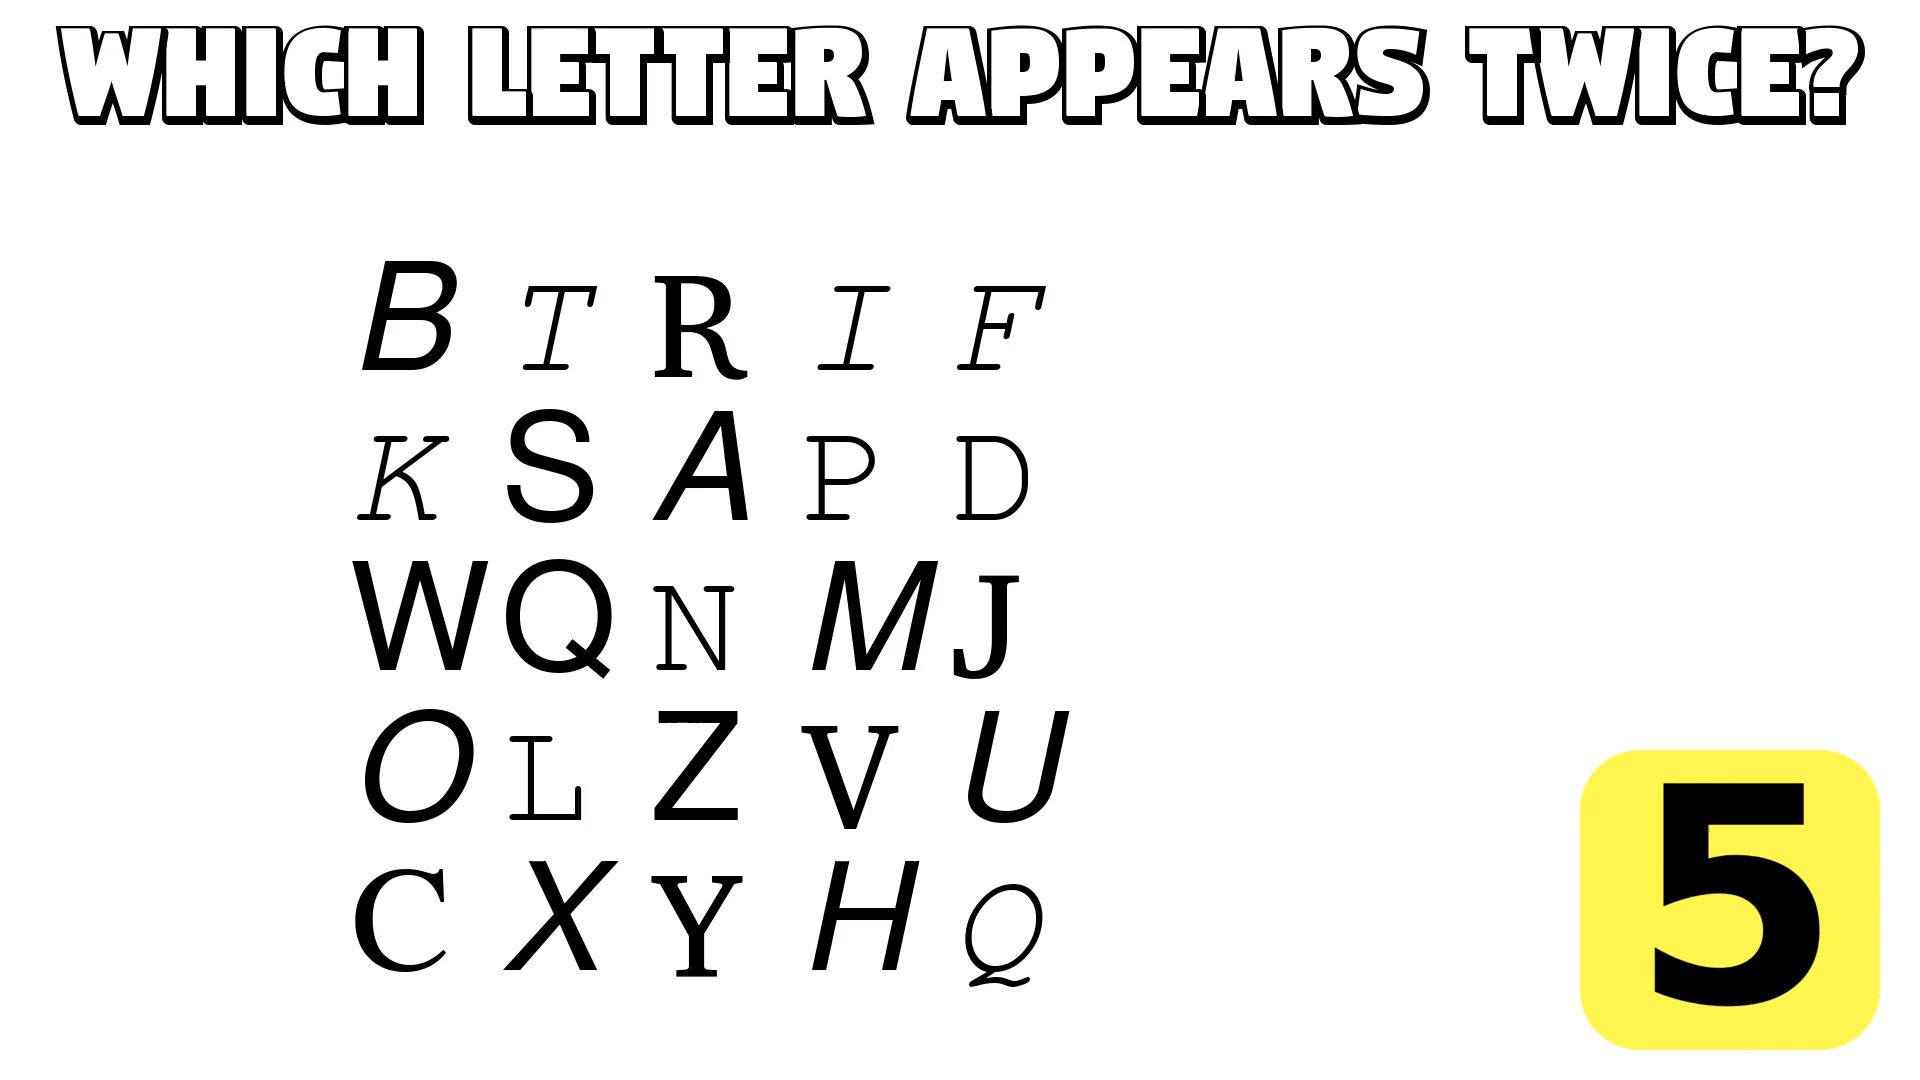 WHICH LETTER APPEARS TWICE?
B T R I F
K S A P D
W Q N M J
O L Z V U
C X Y H Q
5